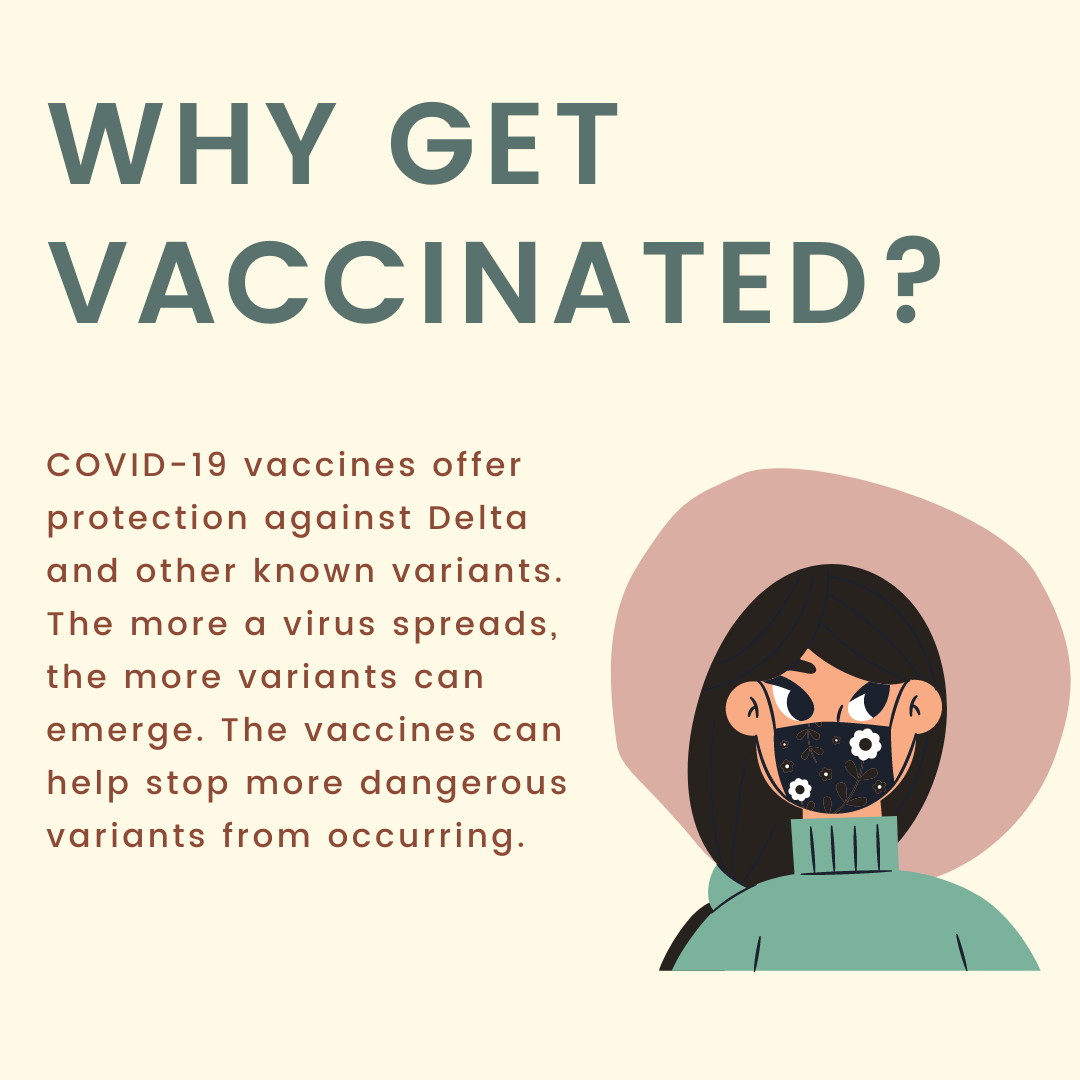 WHY GET
VACCINATED?
COVID-19 vaccines offer
protection against Delta
and other known variants.
The more a virus spreads,
the more variants can
emerge. The vaccines can
help stop more dangerous
variants from occurring.